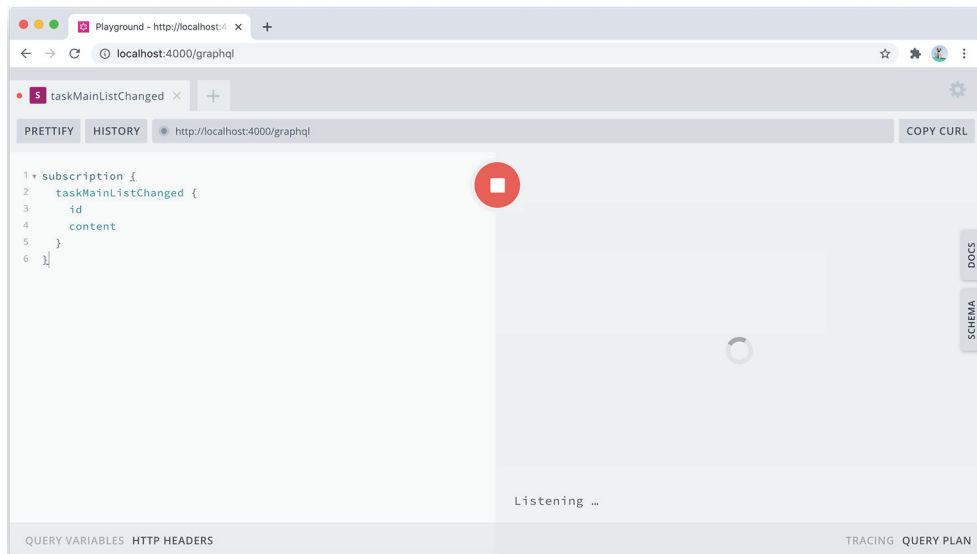 Playground - http://localhost:4
localhost:4000/graphql
S taskMainListChanged
PRETTIFY HISTORY http://localhost:4000/graphql COPY CURL
1 subscription {
2 taskMainListChanged {
3 id
4 content
5 }
6 }
DOCS
SCHEMA
Listening …
QUERY VARIABLES HTTP HEADERS TRACING QUERY PLAN